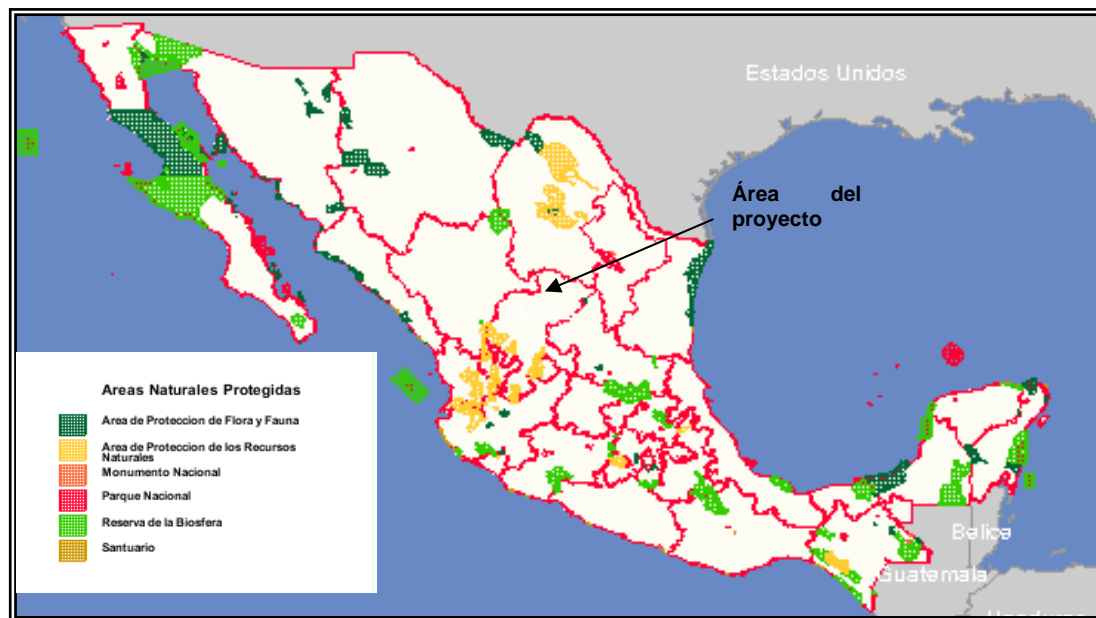 Estados Unidos
Área del
proyecto
Areas Naturales Protegidas
Area de Proteccion de Flora y Fauna
Area de Proteccion de los Recursos
Naturales
Monumento Nacional
Parque Nacional
Reserva de la Biosfera
Santuario
Belice
Guatemala